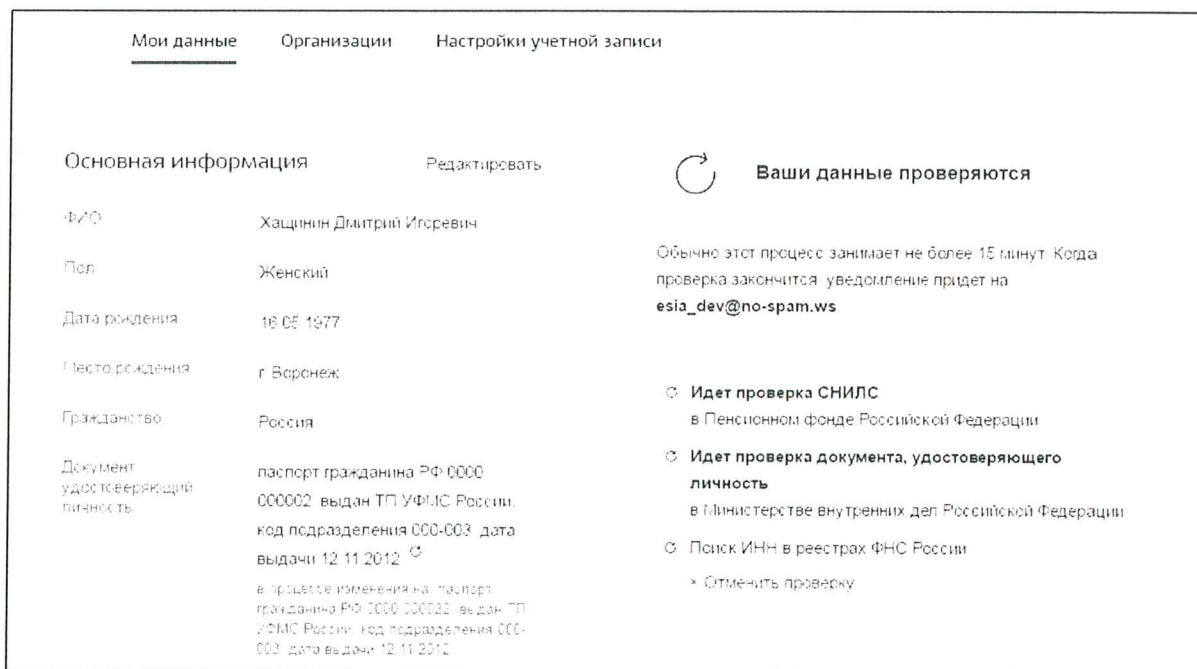 Мои данные Организации Настройки учетной записи
Основная информация Редактировать
ФИО Хащинин Дмитрий Игоревич
Пол Женский
Дата рождения 16.05.1977
Место рождения г. Воронеж
Гражданство Россия
Документ
удостоверяющий
личность
паспорт гражданина РФ 0000
000002 выдан ТП УФМС России,
код подразделения 000-003 дата
выдачи 12.11.2012
в процессе изменения на паспорт
гражданина РФ 0000 000022 выдан ТП
УФМС России, код подразделения 000-
003 дата выдачи 12.11.2012
Ваши данные проверяются
Обычно этот процесс занимает не более 15 минут. Когда
проверка закончится уведомление придет на
esia_dev@no-spam.ws
Идет проверка СНИЛС
в Пенсионном фонде Российской Федерации
Идет проверка документа, удостоверяющего
личность
в Министерстве внутренних дел Российской Федерации
Поиск ИНН в реестрах ФНС России
× Отменить проверку